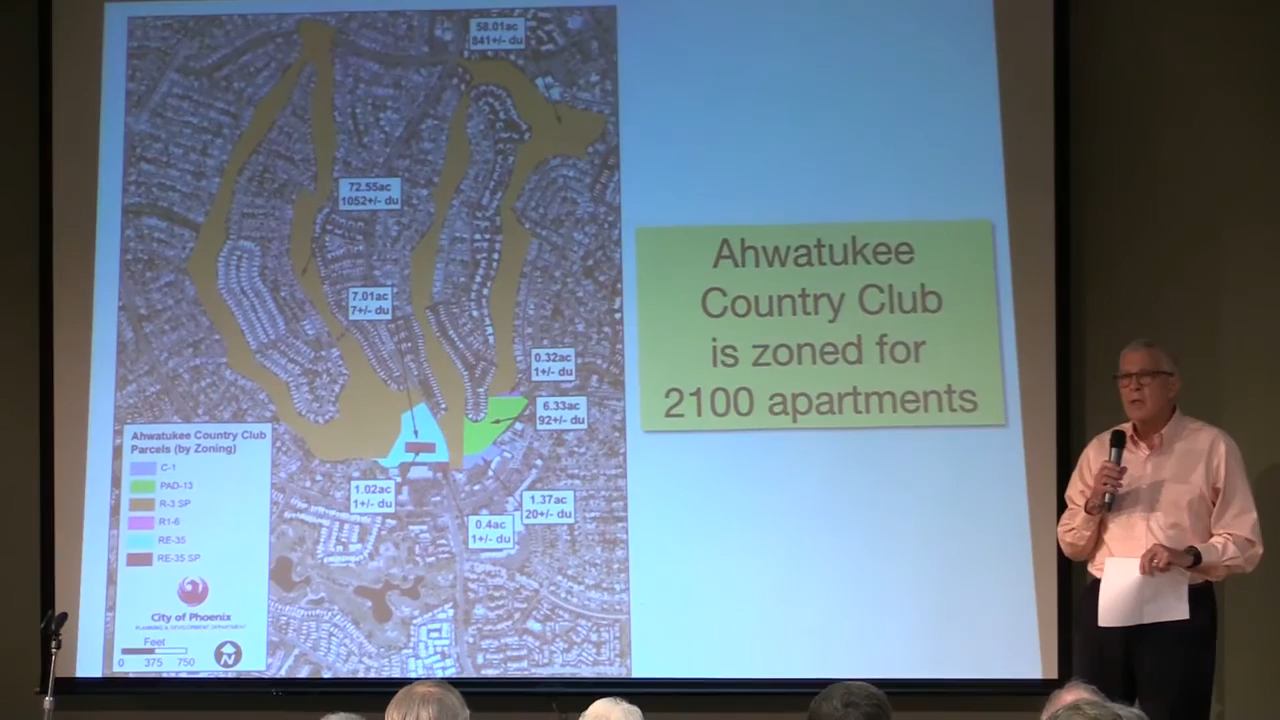 58.01ac
841+/- du
72.55ac
1052+/- du
7.01ac
7+/- du
0.32ac
1+/- du
6.33ac
92+/- du
1.02ac
1+/- du
0.4ac
1+/- du
1.37ac
20+/- du
Ahwatukee Country Club
Parcels (by Zoning)
C-1
PAD-13
R-3 SP
R1-6
RE-35
RE-35 SP
City of Phoenix
PLANNING & DEVELOPMENT DEPARTMENT
Feet
0 375 750
N
Ahwatukee
Country Club
is zoned for
2100 apartments